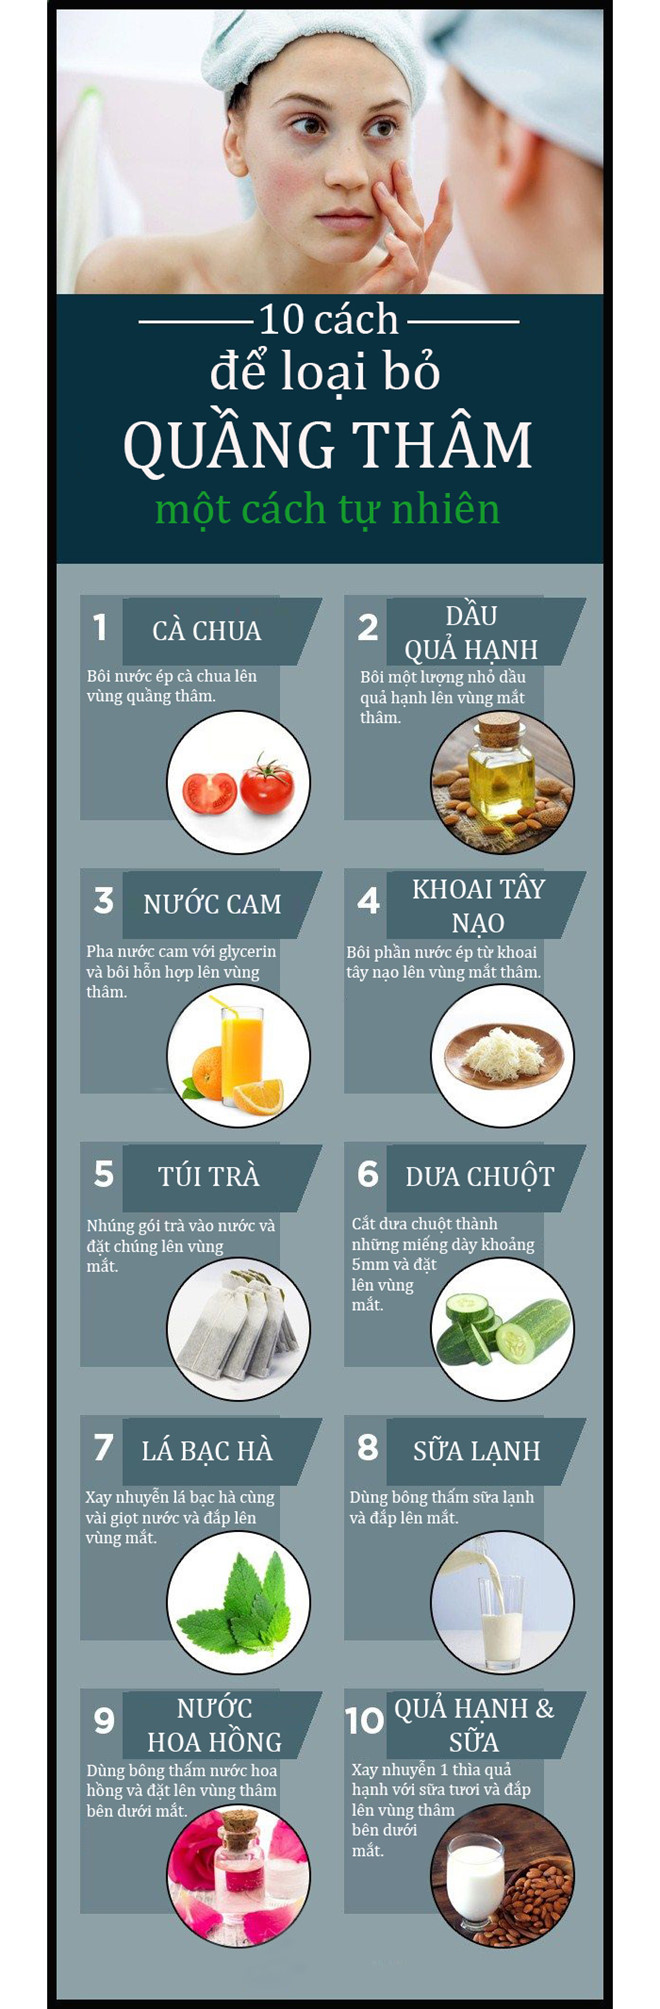 10 cách
để loại bỏ
QUẦNG THÂM
một cách tự nhiên
1
CÀ CHUA
Bôi nước ép cà chua lên
vùng quầng thâm.
2
DẦU
QUẢ HẠNH
Bôi một lượng nhỏ dầu
quả hạnh lên vùng mắt
thâm.
3
NƯỚC CAM
Pha nước cam với glycerin
và bôi hỗn hợp lên vùng
thâm.
4
KHOAI TÂY
NẠO
Bôi phần nước ép từ khoai
tây nạo lên vùng mắt thâm.
5
TÚI TRÀ
Nhúng gói trà vào nước và
đặt chúng lên vùng
mắt.
6
DƯA CHUỘT
Cắt dưa chuột thành
những miếng dày khoảng
5mm và đặt
lên vùng
mắt.
7
LÁ BẠC HÀ
Xay nhuyễn lá bạc hà cùng
vài giọt nước và đắp lên
vùng mắt.
8
SỮA LẠNH
Dùng bông thấm sữa lạnh
và đắp lên mắt.
9
NƯỚC
HOA HỒNG
Dùng bông thấm nước hoa
hồng và đặt lên vùng thâm
bên dưới mắt.
10
QUẢ HẠNH &
SỮA
Xay nhuyễn 1 thìa quả
hạnh với sữa tươi và đắp
lên vùng thâm
bên dưới
mắt.